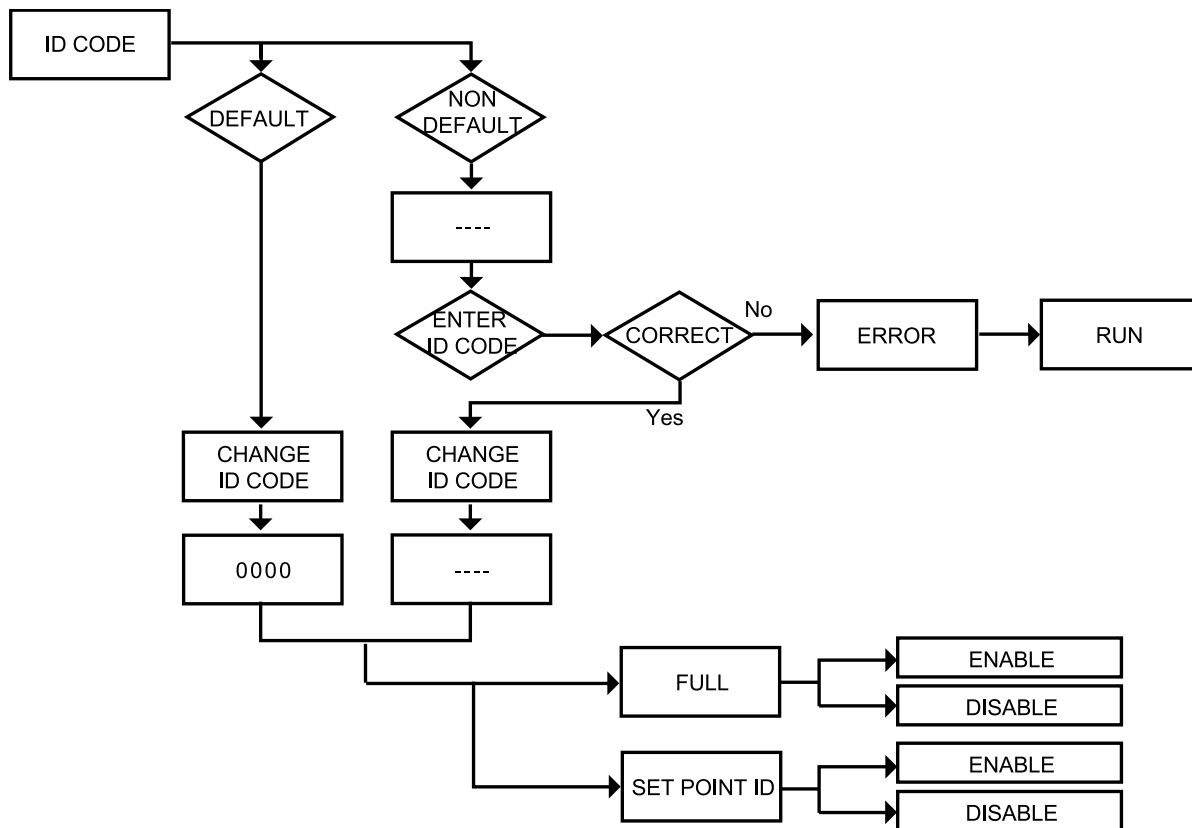 ID CODE
DEFAULT
NON
DEFAULT
----
ENTER
ID CODE
CORRECT
No
ERROR
RUN
Yes
CHANGE
ID CODE
CHANGE
ID CODE
0000
----
FULL
ENABLE
DISABLE
SET POINT ID
ENABLE
DISABLE